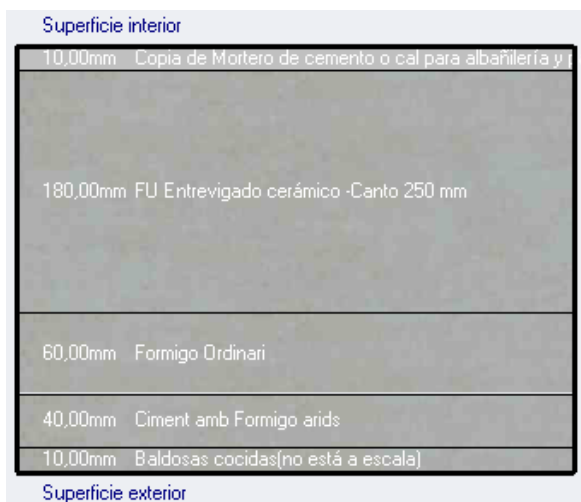 Superficie interior
10,00mm Copia de Mortero de cemento o cal para albañilería y p
180,00mm FU Entrevigado cerámico -Canto 250 mm
60,00mm Formigo Ordinari
40,00mm Ciment amb Formigo arids
10,00mm Baldosas cocidas(no está a escala)
Superficie exterior